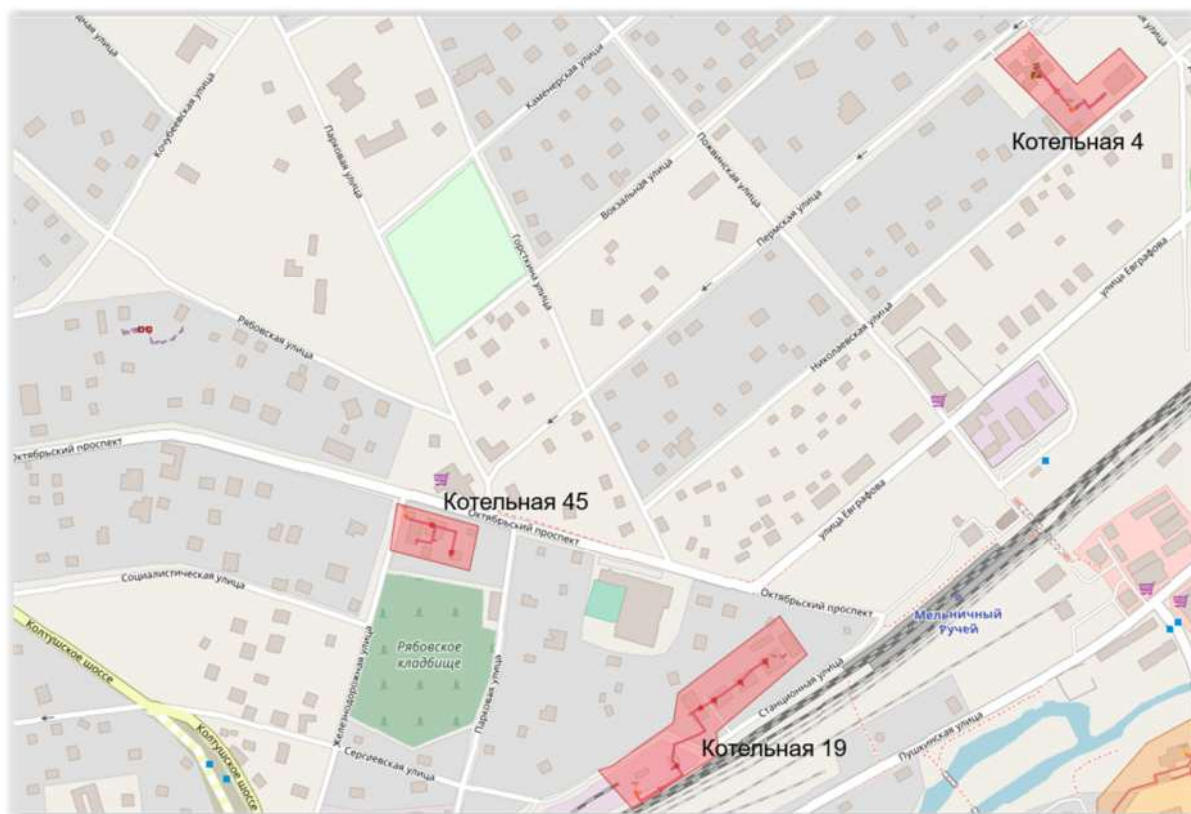 Кочубеевская улица
Парковая улица
Каменерская улица
Горсткина улица
Вокзальная улица
Пожвинская улица
Пермская улица
Котельная 4
улица Евграфова
Николаевская улица
Рябовская улица
Октябрьский проспект
Котельная 45
Октябрьский проспект
улица Евграфова
Социалистическая улица
Октябрьский проспект
Мельничный
Ручей
Колтушское шоссе
Рябовское
кладбище
Железнодорожная улица
Парковая улица
Станционная улица
Колтушское шоссе
Сергиевская улица
Котельная 19
Пушкинская улица